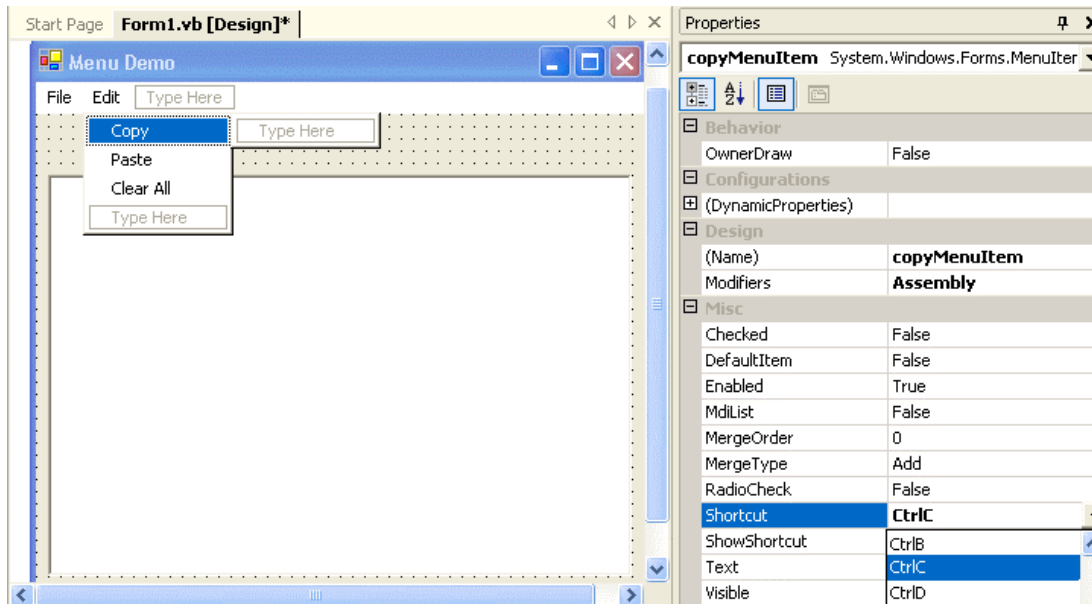 Start Page Form1.vb [Design]*
Menu Demo
File Edit Type Here
Copy Type Here
Paste
Clear All
Type Here
Properties
copyMenuItem System.Windows.Forms.MenuIter
Behavior
OwnerDraw False
Configurations
(DynamicProperties)
Design
(Name) copyMenuItem
Modifiers Assembly
Misc
Checked False
DefaultItem False
Enabled True
MdiList False
MergeOrder 0
MergeType Add
RadioCheck False
Shortcut CtrlC
ShowShortcut CtrlB
Text CtrlC
Visible CtrlD